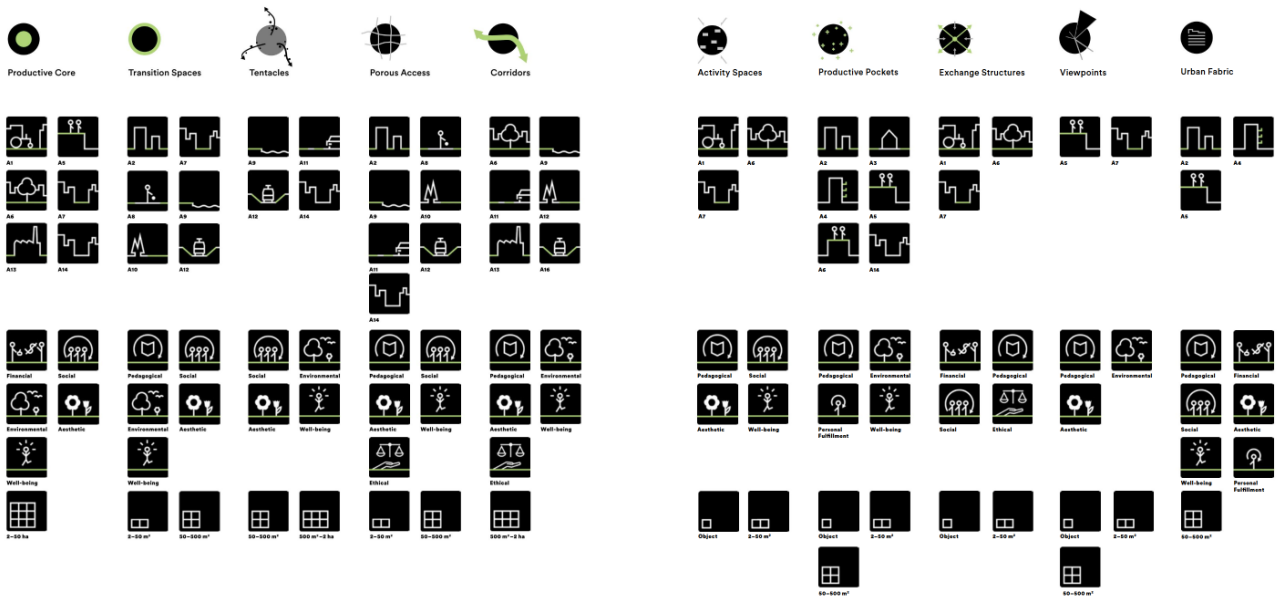 Productive Core Transition Spaces Tentacles Porous Access Corridors Activity Spaces Productive Pockets Exchange Structures Viewpoints Urban Fabric
A1 A5 A2 A7 A9 A11 A2 A8 A6 A9 A1 A6 A2 A3 A1 A6 A5 A7 A2 A4
A6 A7 A8 A9 A12 A14 A9 A10 A11 A12 A7 A4 A5 A7 A5
A13 A14 A10 A12 A11 A12 A13 A16 A6 A14
A14
Financial Social Pedagogical Social Social Environmental Pedagogical Social Pedagogical Environmental Pedagogical Social Pedagogical Environmental Financial Pedagogical Pedagogical Environmental Pedagogical Financial
Environmental Aesthetic Environmental Aesthetic Aesthetic Well-being Aesthetic Well-being Aesthetic Well-being Aesthetic Well-being Personal Well-being Social Ethical Aesthetic Social Aesthetic
Fulfillment
Well-being Well-being Ethical Ethical Well-being Personal
Fulfillment
2–50 ha 2–50 m² 50–500 m² 50–500 m² 500 m²–2 ha 2–50 m² 50–500 m² 500 m²–2 ha Object 2–50 m² Object 2–50 m² Object 2–50 m² Object 2–50 m² 50–500 m²
50–500 m² 50–500 m²